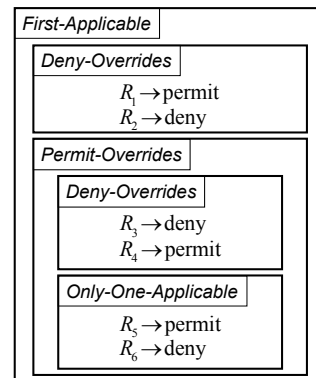 First-Applicable
Deny-Overrides
R₁→permit
R₂→deny
Permit-Overrides
Deny-Overrides
R₃→deny
R₄→permit
Only-One-Applicable
R₅→permit
R₆→deny